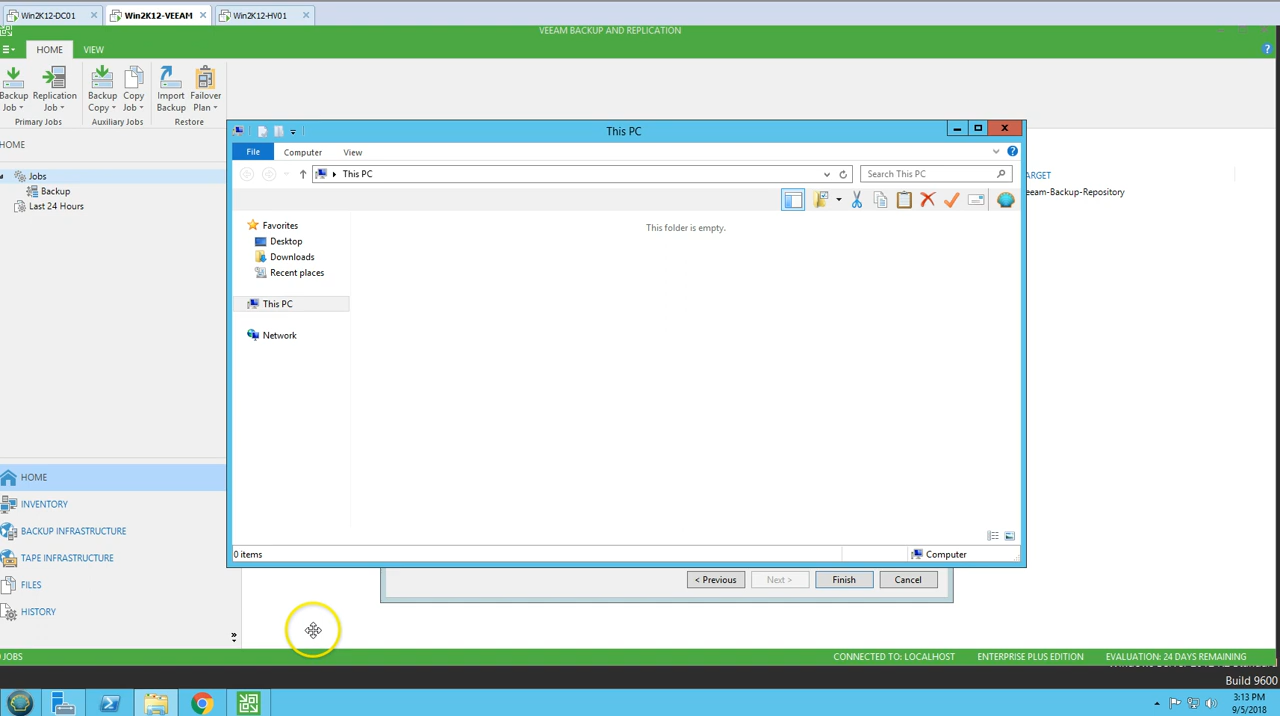 Win2K12-DC01
Win2K12-VEEAM
Win2K12-HV01
VEEAM BACKUP AND REPLICATION
HOME
VIEW
Backup Job
Replication Job
Backup Copy
Copy Job
Import Backup
Failover Plan
Primary Jobs
Auxiliary Jobs
Restore
HOME
Jobs
Backup
Last 24 Hours
HOME
INVENTORY
BACKUP INFRASTRUCTURE
TAPE INFRASTRUCTURE
FILES
HISTORY
This PC
File
Computer
View
This PC
Search This PC
Favorites
Desktop
Downloads
Recent places
This PC
Network
This folder is empty.
0 items
Computer
ARGET
eeam-Backup-Repository
< Previous
Next >
Finish
Cancel
JOBS
CONNECTED TO: LOCALHOST
ENTERPRISE PLUS EDITION
EVALUATION: 24 DAYS REMAINING
Build 9600
3:13 PM
9/5/2018